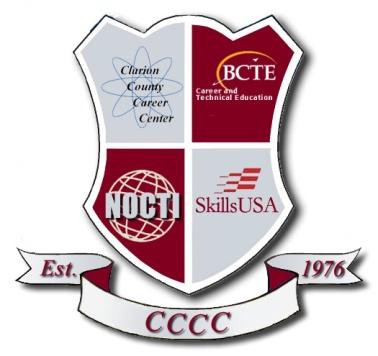 Clarion
County
Career
Center
BCTE
Career and
Technical Education
NOCTI
SkillsUSA
Est. 1976
CCCC